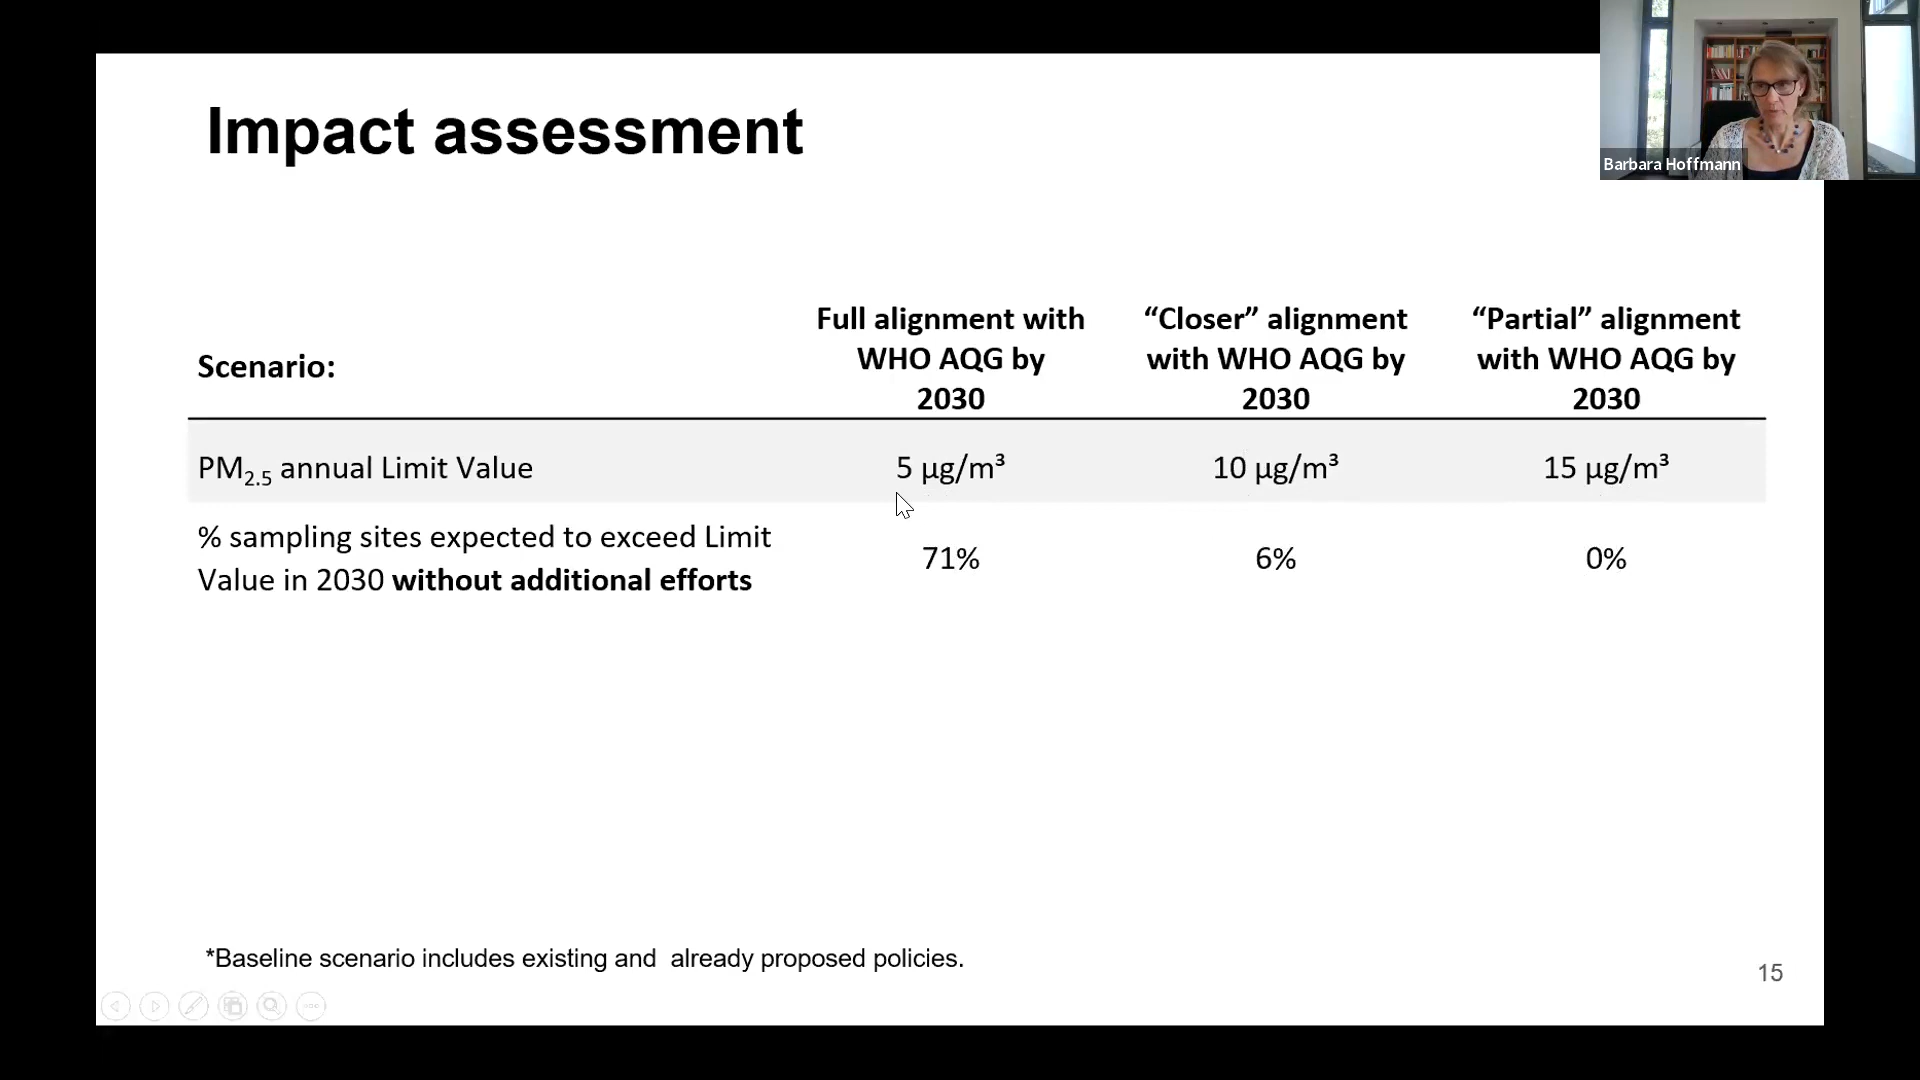 Impact assessment
Barbara Hoffmann
Scenario:
Full alignment with
WHO AQG by
2030
“Closer” alignment
with WHO AQG by
2030
“Partial” alignment
with WHO AQG by
2030
PM2.5 annual Limit Value
5 µg/m³
10 µg/m³
15 µg/m³
% sampling sites expected to exceed Limit
Value in 2030 without additional efforts
71%
6%
0%
*Baseline scenario includes existing and  already proposed policies.
15